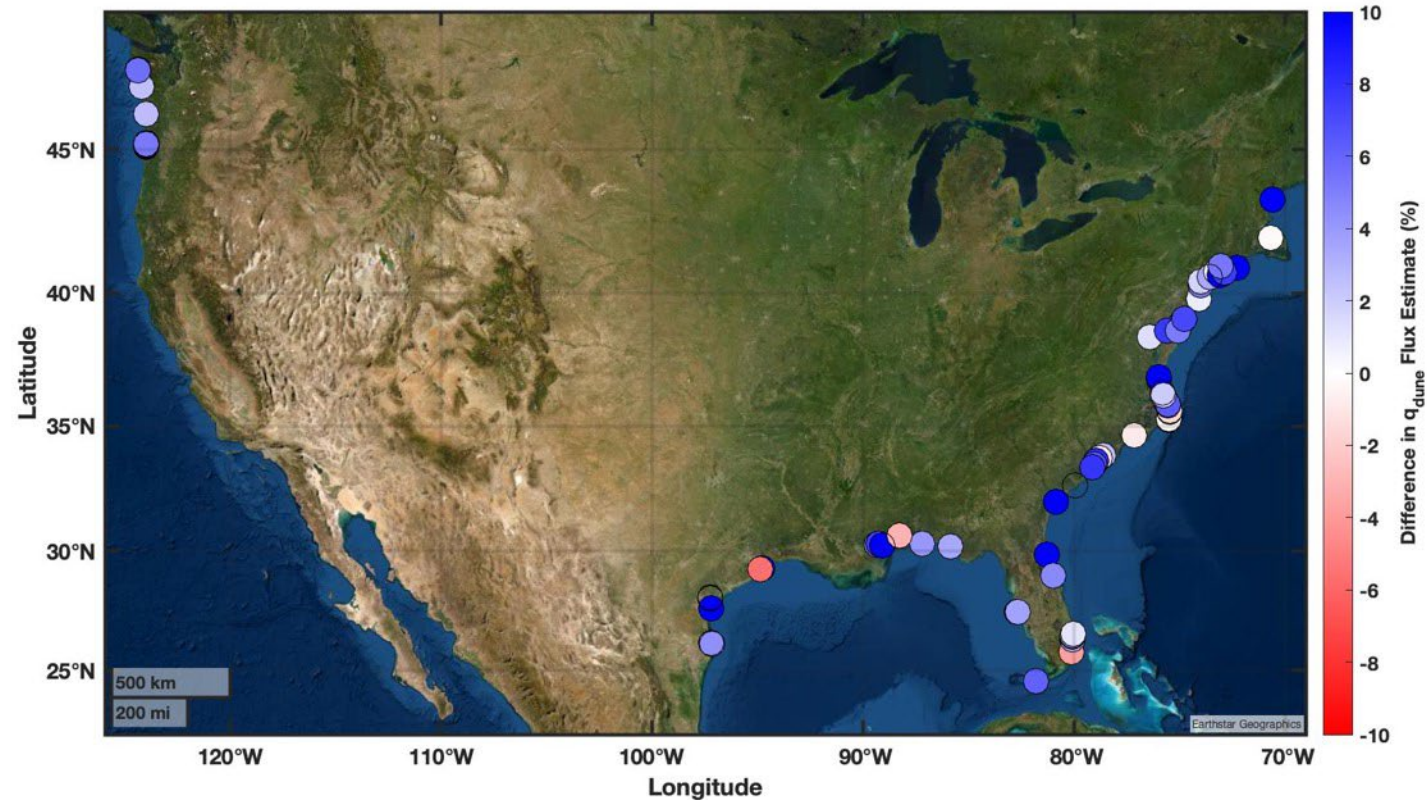 45°N
40°N
35°N
30°N
25°N
Latitude
500 km
200 mi
Earthstar Geographics
120°W 110°W 100°W 90°W 80°W 70°W
Longitude
10
8
6
4
2
0
-2
-4
-6
-8
-10
Difference in qdune Flux Estimate (%)